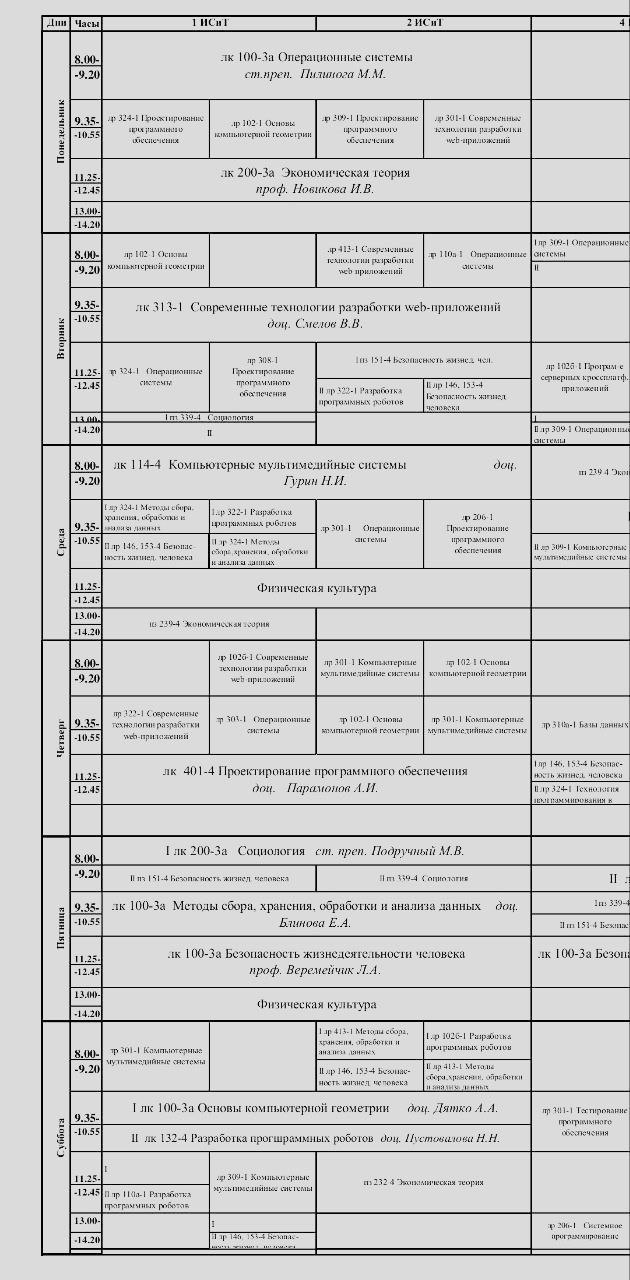 Дни Часы 1 ИСиТ 2 ИСиТ 4
Понедельник
8.00-
-9.20
лк 100-3а Операционные системы
ст.преп. Пилинога М.М.
9.35-
-10.55
лр 324-1 Проектирование
программного
обеспечения
лр 102-1 Основы
компьютерной геометрии
лр 309-1 Проектирование
программного
обеспечения
лр 301-1 Современные
технологии разработки
web-приложений
11.25-
-12.45
лк 200-3а Экономическая теория
проф. Новикова И.В.
13.00-
-14.20
Вторник
8.00-
-9.20
лр 102-1 Основы
компьютерной геометрии
лр 413-1 Современные
технологии разработки
web-приложений
лр 110а-1 Операционные
системы
I лр 309-1 Операционные
системы
II
9.35-
-10.55
лк 313-1 Современные технологии разработки web-приложений
доц. Смелов В.В.
11.25-
-12.45
лр 324-1 Операционные
системы
лр 308-1
Проектирование
программного
обеспечения
I пз 151-4 Безопасность жизнед. чел.
II лр 322-1 Разработка
программных роботов
II лр 146, 153-4
Безопасность жизнед.
человека
лр 102б-1 Програм-е
серверных кроссплатф.
приложений
13.00-
-14.20
I пз 339-4 Социология
II
I
II лр 309-1 Операционные
системы
Среда
8.00-
-9.20
лк 114-4 Компьютерные мультимедийные системы доц.
Гурин Н.И.
пз 239-4 Экон
9.35-
-10.55
I лр 324-1 Методы сбора,
хранения, обработки и
анализа данных
II лр 146, 153-4 Безопас-
ность жизнед. человека
I лр 322-1 Разработка
программных роботов
II лр 324-1 Методы
сбора,хранения, обработки
и анализа данных
лр 301-1 Операционные
системы
лр 206-1
Проектирование
программного
обеспечения
II лр 309-1 Компьютерные
мультимедийные системы
11.25-
-12.45
Физическая культура
13.00-
-14.20
пз 239-4 Экономическая теория
Четверг
8.00-
-9.20
лр 102б-1 Современные
технологии разработки
web-приложений
лр 301-1 Компьютерные
мультимедийные системы
лр 102-1 Основы
компьютерной геометрии
9.35-
-10.55
лр 322-1 Современные
технологии разработки
web-приложений
лр 303-1 Операционные
системы
лр 102-1 Основы
компьютерной геометрии
лр 301-1 Компьютерные
мультимедийные системы
лр 310а-1 Базы данных
11.25-
-12.45
лк 401-4 Проектирование программного обеспечения
доц. Парамонов А.И.
I лр 146, 153-4 Безопас-
ность жизнед. человека
II лр 324-1 Технология
программирования в
Пятница
8.00-
-9.20
I лк 200-3а Социология ст. преп. Подручный М.В.
II пз 151-4 Безопасность жизнед. человека
II пз 339-4 Социология
II л
9.35-
-10.55
лк 100-3а Методы сбора, хранения, обработки и анализа данных доц.
Блинова Е.А.
I пз 339-4
II пз 151-4 Безопас
11.25-
-12.45
лк 100-3а Безопасность жизнедеятельности человека
проф. Веремейчик Л.А.
лк 100-3а Безопа
13.00-
-14.20
Физическая культура
Суббота
8.00-
-9.20
лр 301-1 Компьютерные
мультимедийные системы
I лр 413-1 Методы сбора,
хранения, обработки и
анализа данных
II лр 146, 153-4 Безопас-
ность жизнед. человека
I лр 102б-1 Разработка
программных роботов
II лр 413-1 Методы
сбора,хранения, обработки
и анализа данных
9.35-
-10.55
I лк 100-3а Основы компьютерной геометрии доц. Дятко А.А.
II лк 132-4 Разработка прогшраммных роботов доц. Пустовалова Н.Н.
лр 301-1 Тестирование
программного
обеспечения
11.25-
-12.45
I
II лр 110а-1 Разработка
программных роботов
лр 309-1 Компьютерные
мультимедийные системы
пз 232-4 Экономическая теория
13.00-
-14.20
I
II лр 146, 153-4 Безопас-
ность жизнед. человека
лр 206-1 Системное
программирование